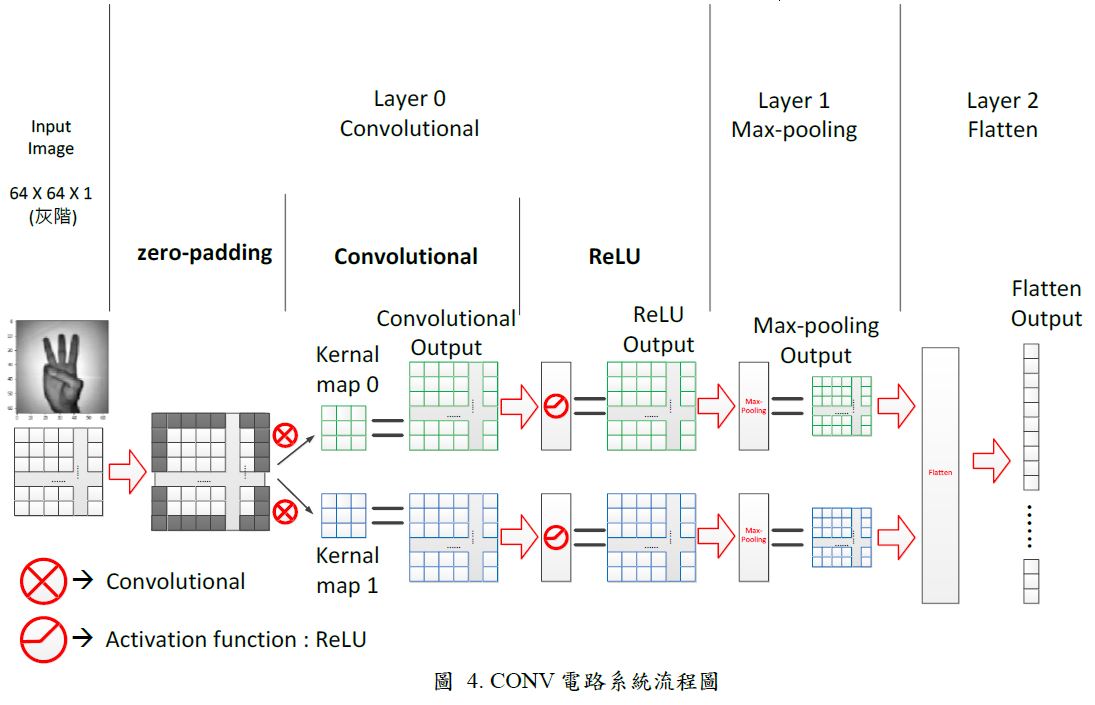 Input
Image
64 X 64 X 1
(灰階)
Layer 0
Convolutional
Layer 1
Max-pooling
Layer 2
Flatten
zero-padding
Convolutional
ReLU
Kernal
map 0
Convolutional
Output
ReLU
Output
Max-pooling
Output
Flatten
Output
Max-
Pooling
Flatten
Kernal
map 1
Max-
Pooling
Convolutional
Activation function : ReLU
圖 4. CONV 電路系統流程圖